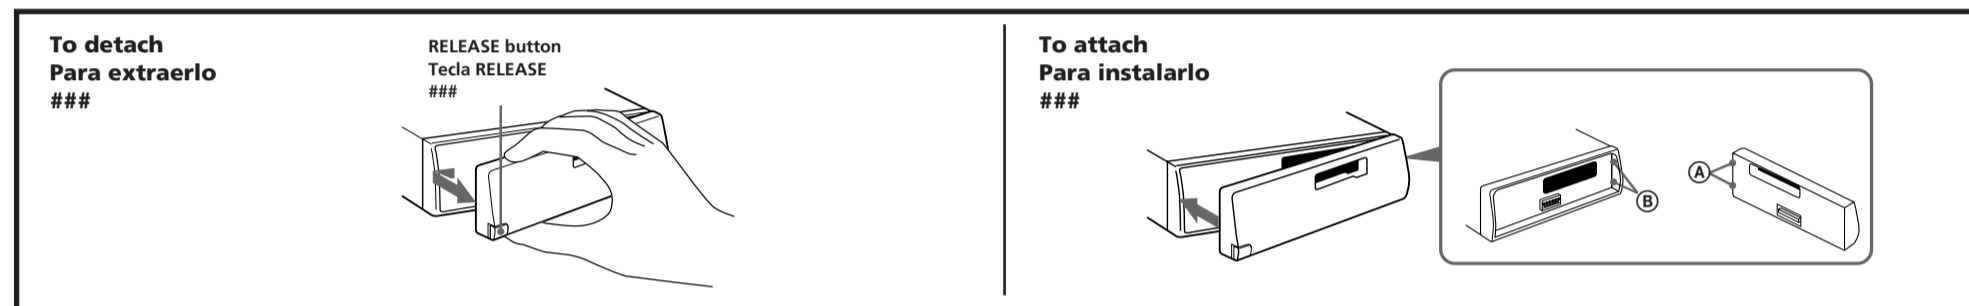 To detach
Para extraerlo
###
RELEASE button
Tecla RELEASE
###
To attach
Para instalarlo
###
A
B